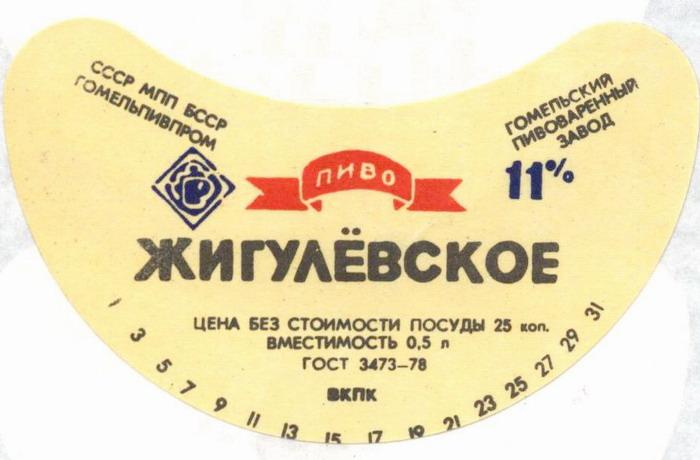 СССР МПП БССР
ГОМЕЛЬПИВПРОМ
ГОМЕЛЬСКИЙ
ПИВОВАРЕННЫЙ
ЗАВОД
11%
ПИВО
ЖИГУЛЁВСКОЕ
ЦЕНА БЕЗ СТОИМОСТИ ПОСУДЫ 25 коп.
ВМЕСТИМОСТЬ 0,5 л
ГОСТ 3473—78
ВКПК
1 3 5 7 9 11 13 15 17 19 21 23 25 27 29 31